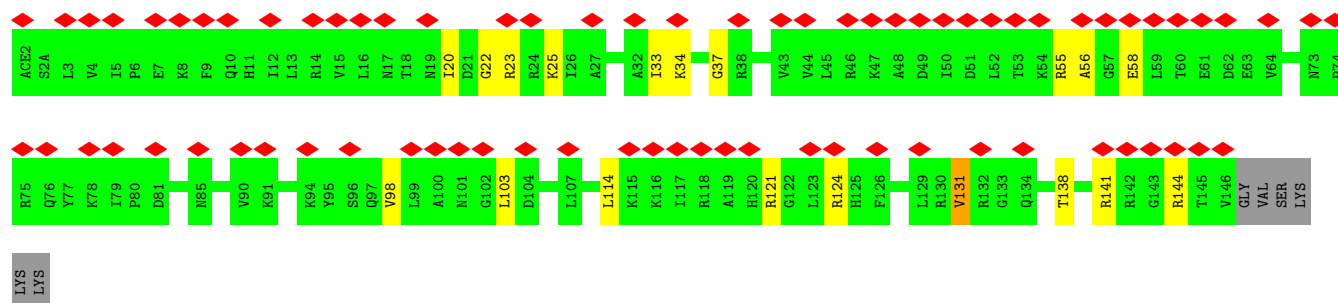 ACE2 S2A L3 V4 I5 P6 E7 K8 F9 Q10 H11 I12 L13 R14 V15 L16 N17 T18 N19 I20 D21 G22 R23 R24 K25 I26 A27 A32 I33 K34 G37 R38 V43 V44 L45 R46 K47 A48 D49 I50 D51 L52 T53 K54 R55 A56 G57 E58 L59 T60 E61 D62 E63 V64 N73
R75 Q76 Y77 K78 I79 P80 D81 N85 V90 K91 K94 Y95 S96 Q97 V98 L99 A100 N101 G102 L103 D104 L107 L114 K115 K116 I117 R118 A119 H120 R121 G122 L123 R124 H125 F126 L129 R130 V131 R132 G133 Q134 T138 R141 R142 G143 R144 T145 V146 GLY VAL SER LYS
LYS LYS